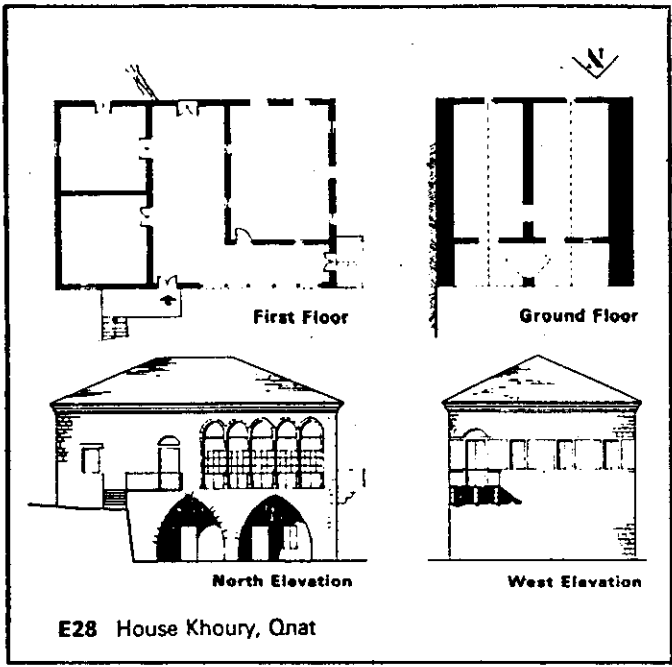 N
First Floor
Ground Floor
North Elevation
West Elevation
E28 House Khoury, Qnat